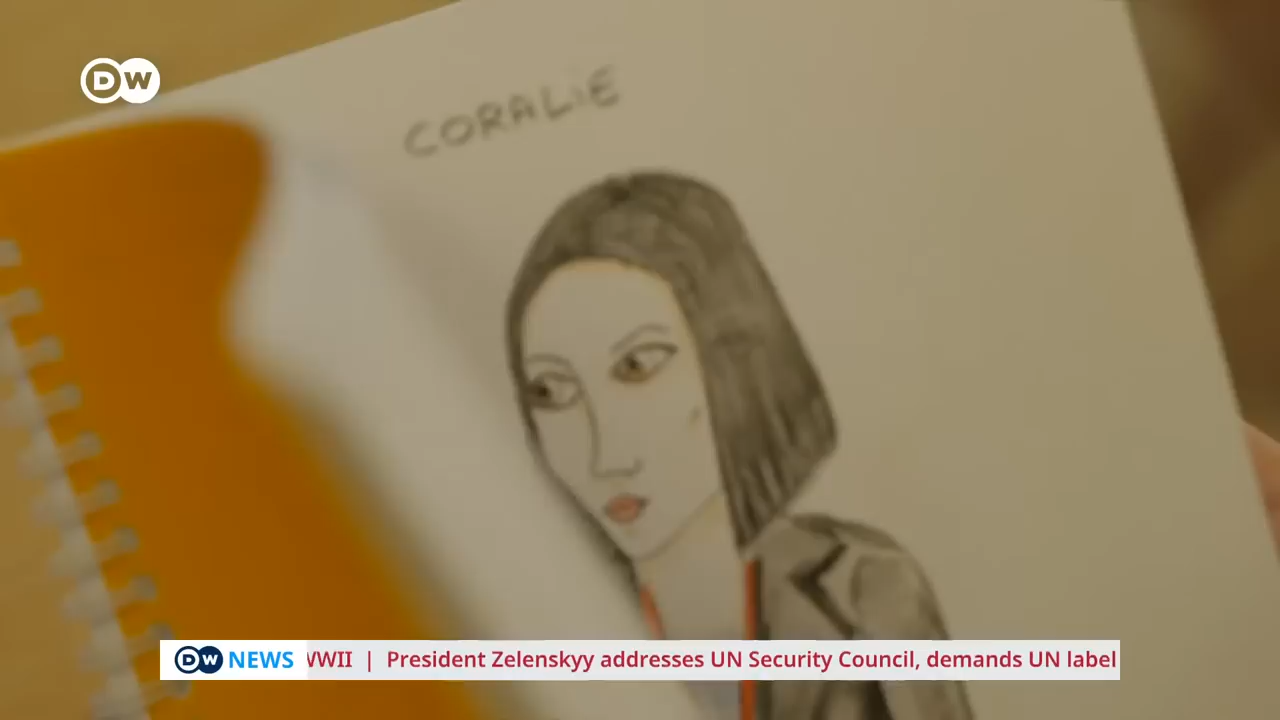 DW
CORALiE
DW NEWS WWII | President Zelenskyy addresses UN Security Council, demands UN label